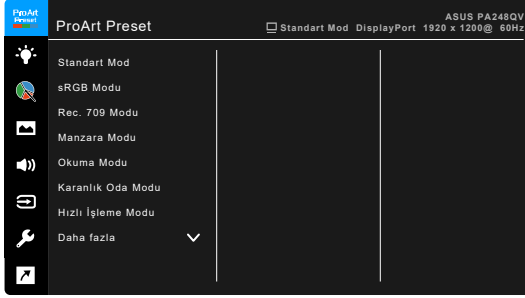 ProArt
Preset
ProArt Preset
ASUS PA248QV
Standart Mod DisplayPort 1920 x 1200@ 60Hz
Standart Mod
sRGB Modu
Rec. 709 Modu
Manzara Modu
Okuma Modu
Karanlık Oda Modu
Hızlı İşleme Modu
Daha fazla